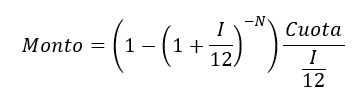 Monto = (1 − (1 + I/12)^−N) Cuota/(I/12)